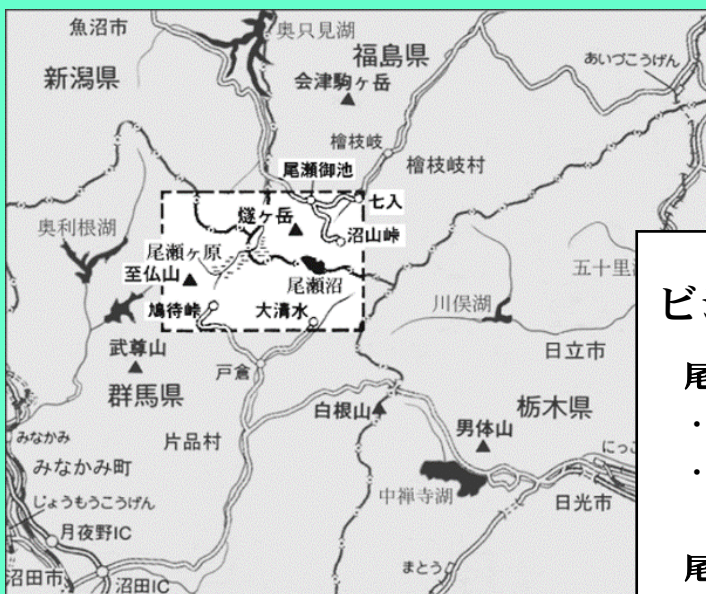 魚沼市
奥只見湖
福島県
あいづこうげん
新潟県
会津駒ヶ岳
檜枝岐
尾瀬御池
檜枝岐村
七入
奥利根湖
燧ヶ岳
沼山峠
尾瀬ヶ原
至仏山
尾瀬沼
五十里
川俣湖
ビ
鳩待峠
大清水
武尊山
戸倉
日立市
尾
群馬県
白根山
栃木県
・
みなかみ
片品村
男体山
にっこ
・
みなかみ町
中禅寺湖
日光市
じょうもうこうげん
月夜野IC
まとう
尾
沼田市
沼田IC